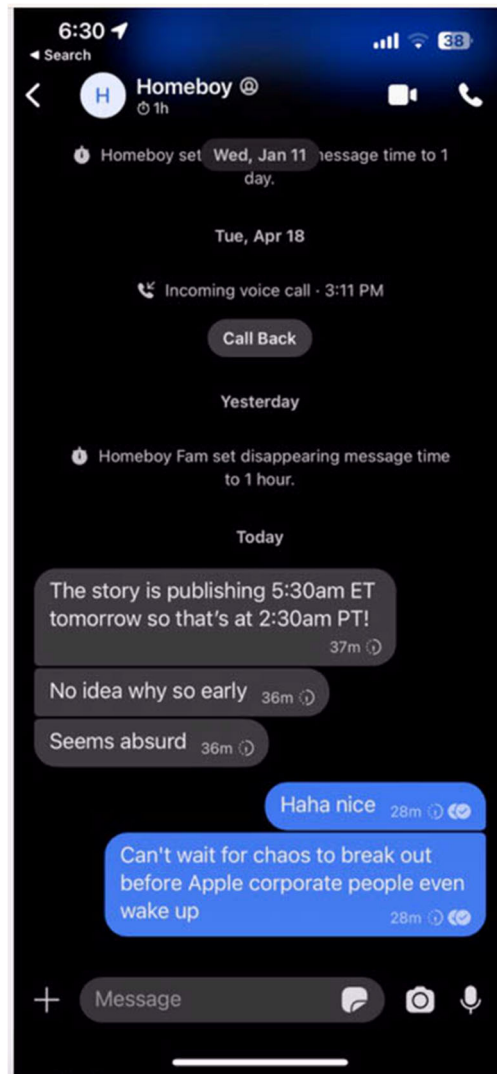 6:30
38
Search
H
Homeboy
1h
Homeboy set Wed, Jan 11 essage time to 1
day.
Tue, Apr 18
Incoming voice call · 3:11 PM
Call Back
Yesterday
Homeboy Fam set disappearing message time
to 1 hour.
Today
The story is publishing 5:30am ET
tomorrow so that's at 2:30am PT!
37m
No idea why so early 36m
Seems absurd 36m
Haha nice 28m
Can't wait for chaos to break out
before Apple corporate people even
wake up
28m
Message